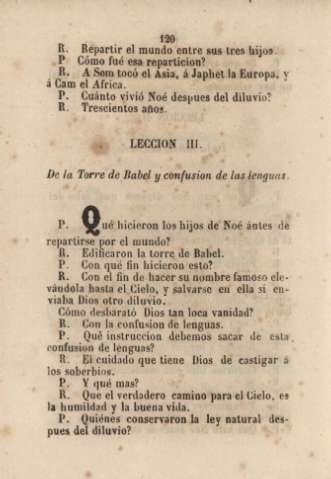 120
R. Repartir el mundo entre sus tres hijos.
P Cómo fué esa reparticion?
R. A Sem tocó el Asia, á Japhet la Europa, y
á Cam el Africa.
P. Cuánto vivió Noé despues del diluvio?
R. Trescientos años.
LECCION III.
De la Torre de Babel y confusion de las lenguas.
P. Qué hicieron los hijos de Noé ántes de
repartirse por el mundo?
R. Edificaron la torre de Babel.
P. Con qué fin hicieron esto?
R. Con el fin de hacer su nombre famoso ele-
vándola hasta el Cielo, y salvarse en ella si en-
viaba Dios otro diluvio.
Cómo desbarató Dios tan loca vanidad?
R. Con la confusion de lenguas.
P. Qué instruccion debemos sacar de esta
confusion de lenguas?
R. El cuidado que tiene Dios de castigar á
los soberbios.
P. Y qué mas?
R. Que el verdadero camino para el Cielo, es
la humildad y la buena vida.
P. Quiénes conservaron la ley natural des-
pues del diluvio?